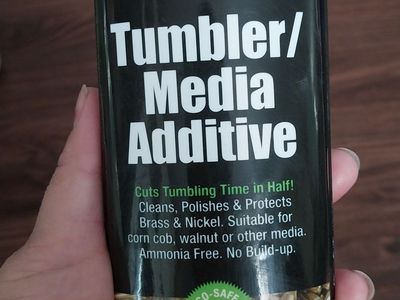 Tumbler/
Media
Additive
Cuts Tumbling Time in Half!
Cleans, Polishes & Protects
Brass & Nickel. Suitable for
corn cob, walnut or other media.
Ammonia Free. No Build-up.